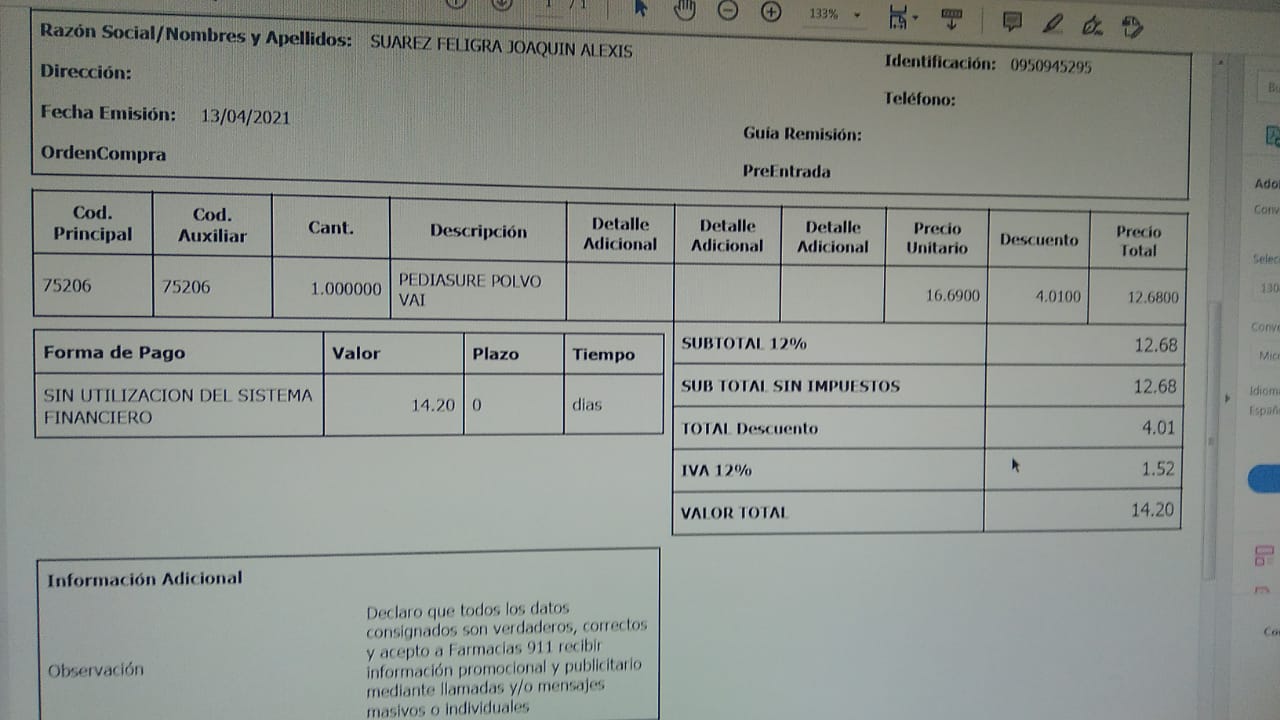 1 / 1 133%
Razón Social/Nombres y Apellidos: SUAREZ FELIGRA JOAQUIN ALEXIS
Identificación: 0950945295
Dirección:
Teléfono:
Fecha Emisión: 13/04/2021
Guía Remisión:
OrdenCompra
PreEntrada
Cod. Principal Cod. Auxiliar Cant. Descripción Detalle Adicional Detalle Adicional Detalle Adicional Precio Unitario Descuento Precio Total
75206 75206 1.000000 PEDIASURE POLVO VAI 16.6900 4.0100 12.6800
Forma de Pago Valor Plazo Tiempo
SIN UTILIZACION DEL SISTEMA
FINANCIERO 14.20 0 dias
SUBTOTAL 12% 12.68
SUB TOTAL SIN IMPUESTOS 12.68
TOTAL Descuento 4.01
IVA 12% 1.52
VALOR TOTAL 14.20
Información Adicional
Observación
Declaro que todos los datos
consignados son verdaderos, correctos
y acepto a Farmacias 911 recibir
información promocional y publicitario
mediante llamadas y/o mensajes
masivos o individuales